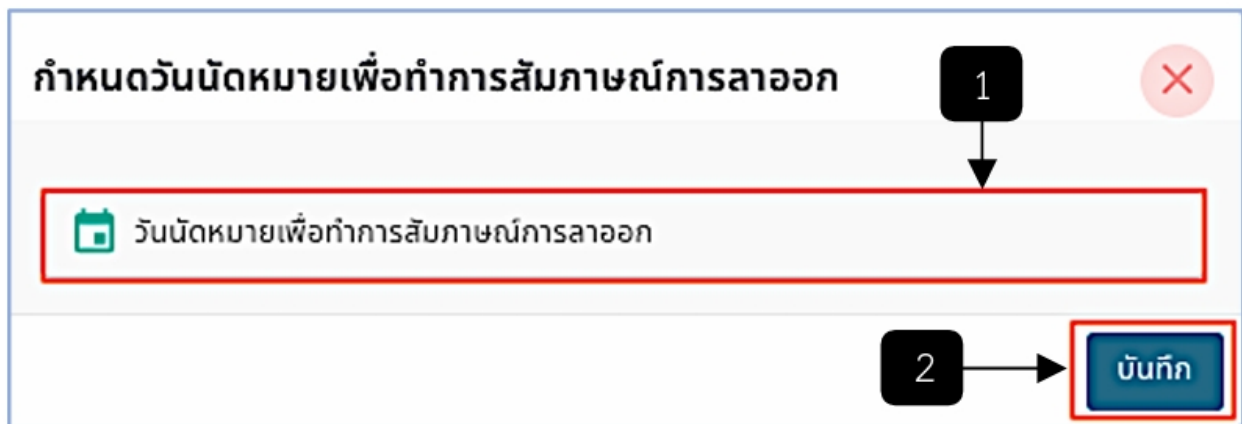 กำหนดวันนัดหมายเพื่อทำการสัมภาษณ์การลาออก
1
วันนัดหมายเพื่อทำการสัมภาษณ์การลาออก
2
บันทึก